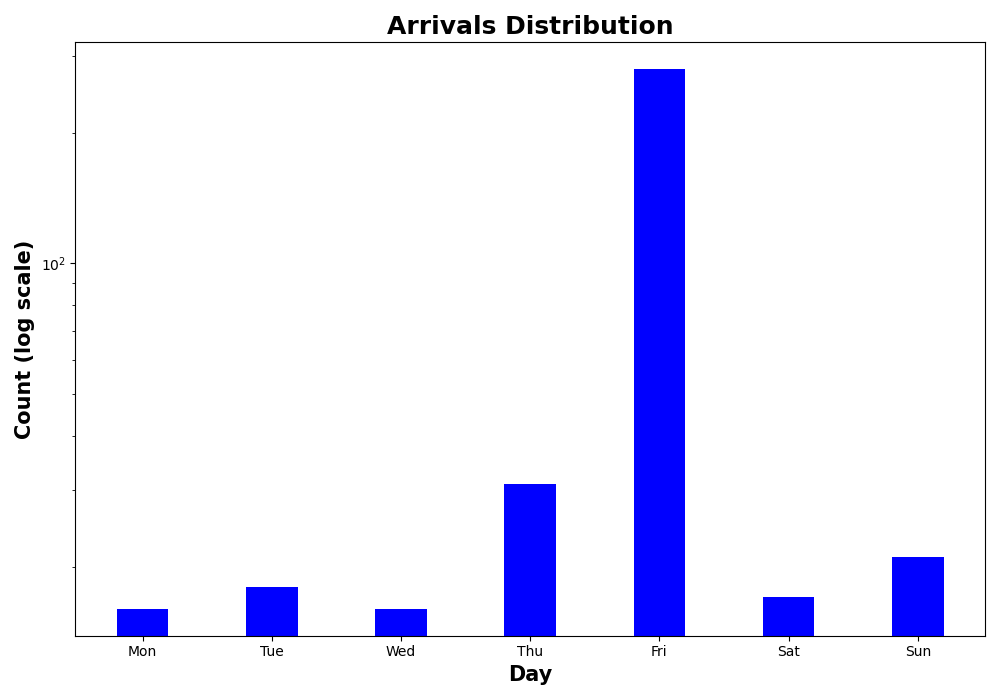 Arrivals Distribution
Count (log scale)
10²
Mon Tue Wed Thu Fri Sat Sun
Day